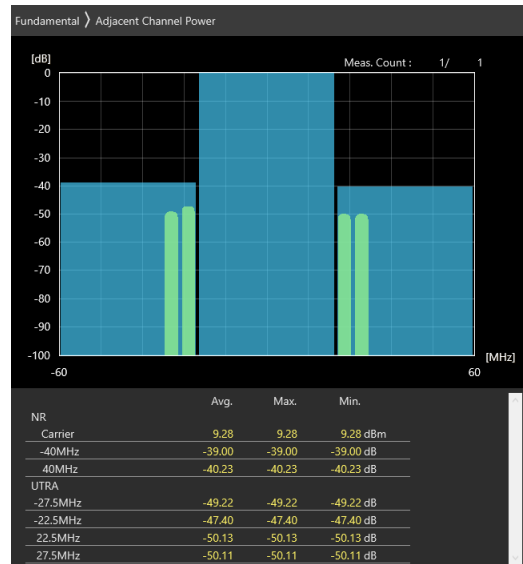 Fundamental ⟩ Adjacent Channel Power
[dB]
Meas. Count : 1/ 1
0
-10
-20
-30
-40
-50
-60
-70
-80
-90
-100
[MHz]
-60 60
Avg. Max. Min.
NR
Carrier 9.28 9.28 9.28 dBm
-40MHz -39.00 -39.00 -39.00 dB
40MHz -40.23 -40.23 -40.23 dB
UTRA
-27.5MHz -49.22 -49.22 -49.22 dB
-22.5MHz -47.40 -47.40 -47.40 dB
22.5MHz -50.13 -50.13 -50.13 dB
27.5MHz -50.11 -50.11 -50.11 dB